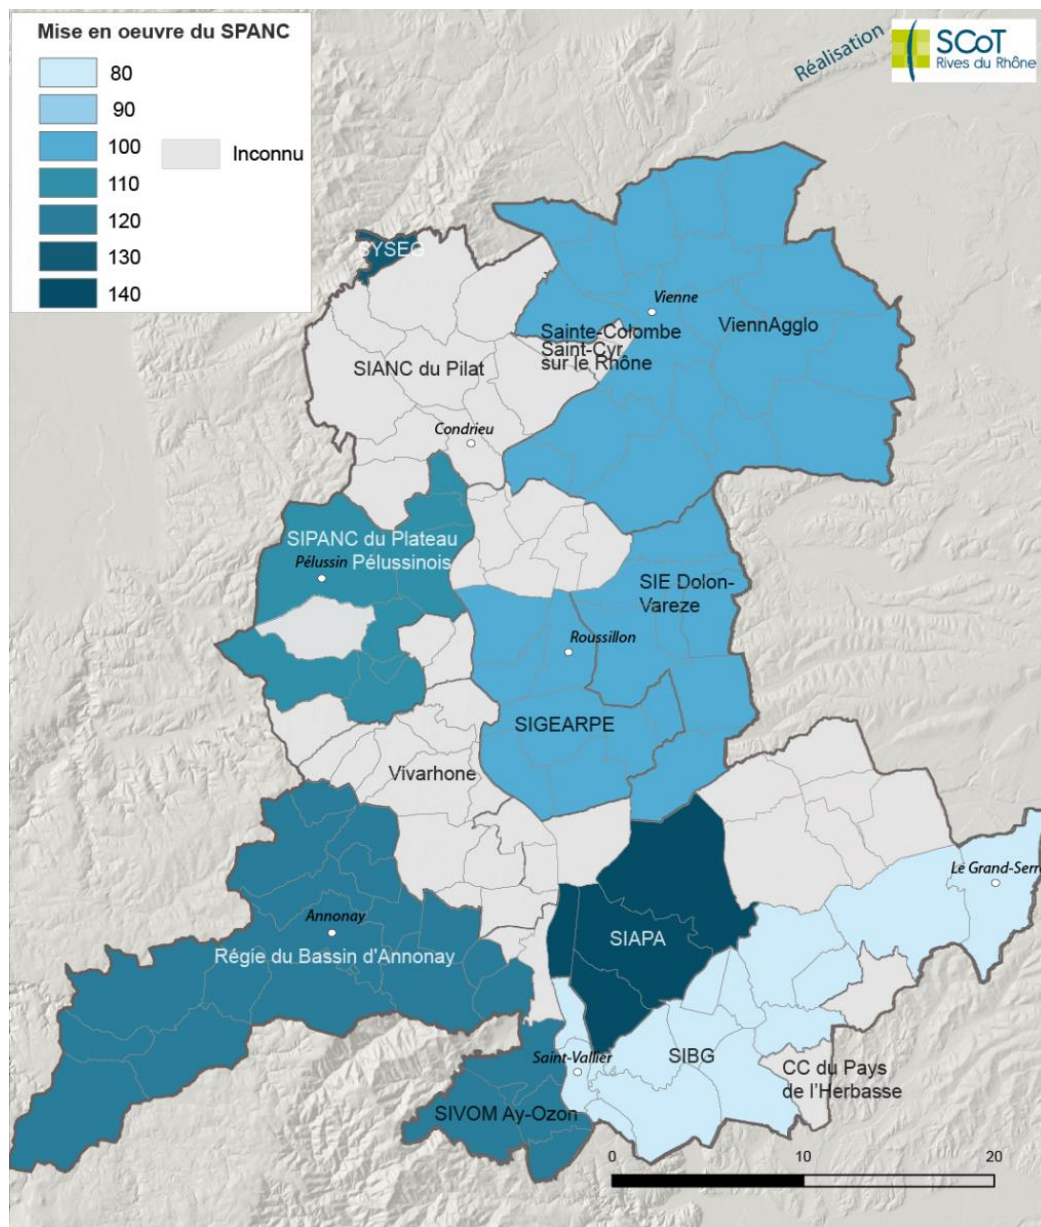 Mise en oeuvre du SPANC
80
90
100
Inconnu
110
120
130
140
Réalisation
SCoT
Rives du Rhône
SYSEG
Vienne
Sainte-Colombe
ViennAgglo
Saint-Cyr
sur le Rhône
SIANC du Pilat
Condrieu
SIPANC du Plateau
Pélussinois
Pélussin
SIE Dolon-
Vareze
Roussillon
SIGEARPE
Vivarhone
Le Grand-Serre
Annonay
SIAPA
Régie du Bassin d'Annonay
Saint-Vallier
SIBG
CC du Pays
de l'Herbasse
SIVOM Ay-Ozon
0 10 20